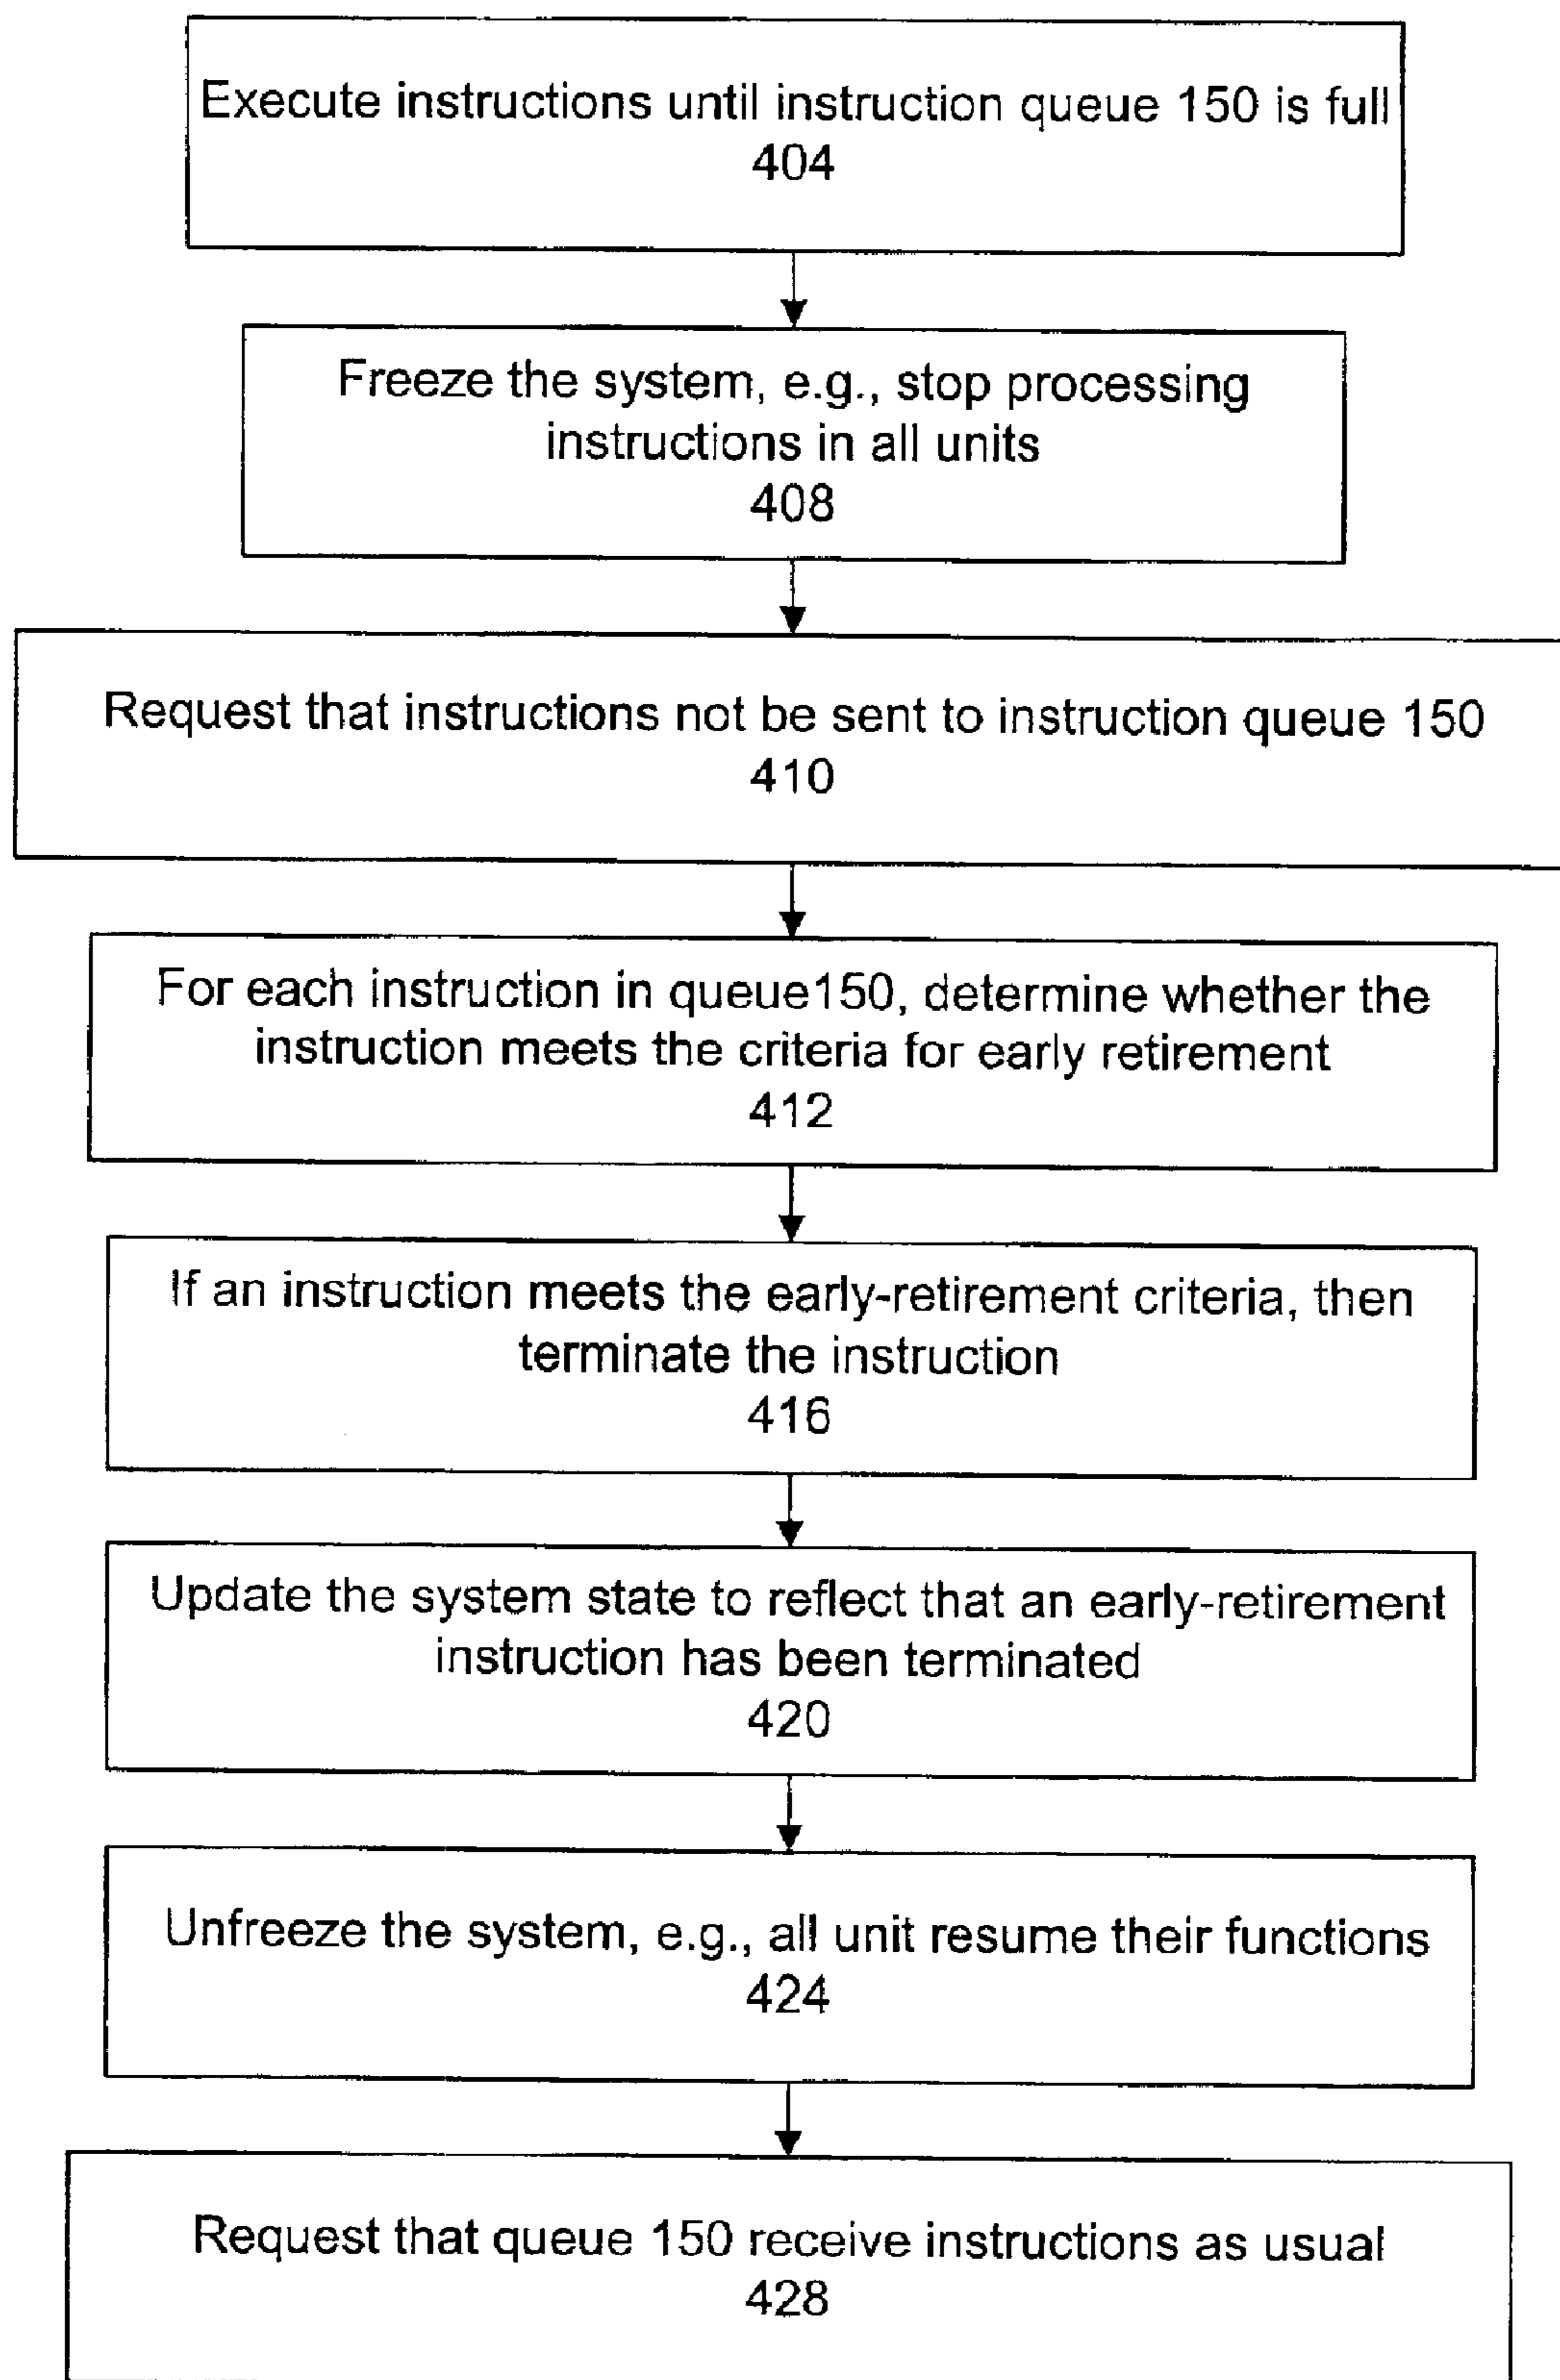 Execute instructions until instruction queue 150 is full
404
Freeze the system, e.g., stop processing
instructions in all units
408
Request that instructions not be sent to instruction queue 150
410
For each instruction in queue150, determine whether the
instruction meets the criteria for early retirement
412
If an instruction meets the early-retirement criteria, then
terminate the instruction
416
Update the system state to reflect that an early-retirement
instruction has been terminated
420
Unfreeze the system, e.g., all unit resume their functions
424
Request that queue 150 receive instructions as usual
428